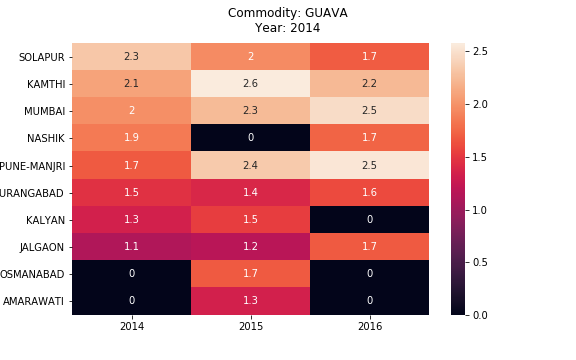 Commodity: GUAVA
Year: 2014
SOLAPUR 2.3 2 1.7
KAMTHI 2.1 2.6 2.2
MUMBAI 2 2.3 2.5
NASHIK 1.9 0 1.7
PUNE-MANJRI 1.7 2.4 2.5
URANGABAD 1.5 1.4 1.6
KALYAN 1.3 1.5 0
JALGAON 1.1 1.2 1.7
OSMANABAD 0 1.7 0
AMARAWATI 0 1.3 0
2014 2015 2016
2.5
2.0
1.5
1.0
0.5
0.0